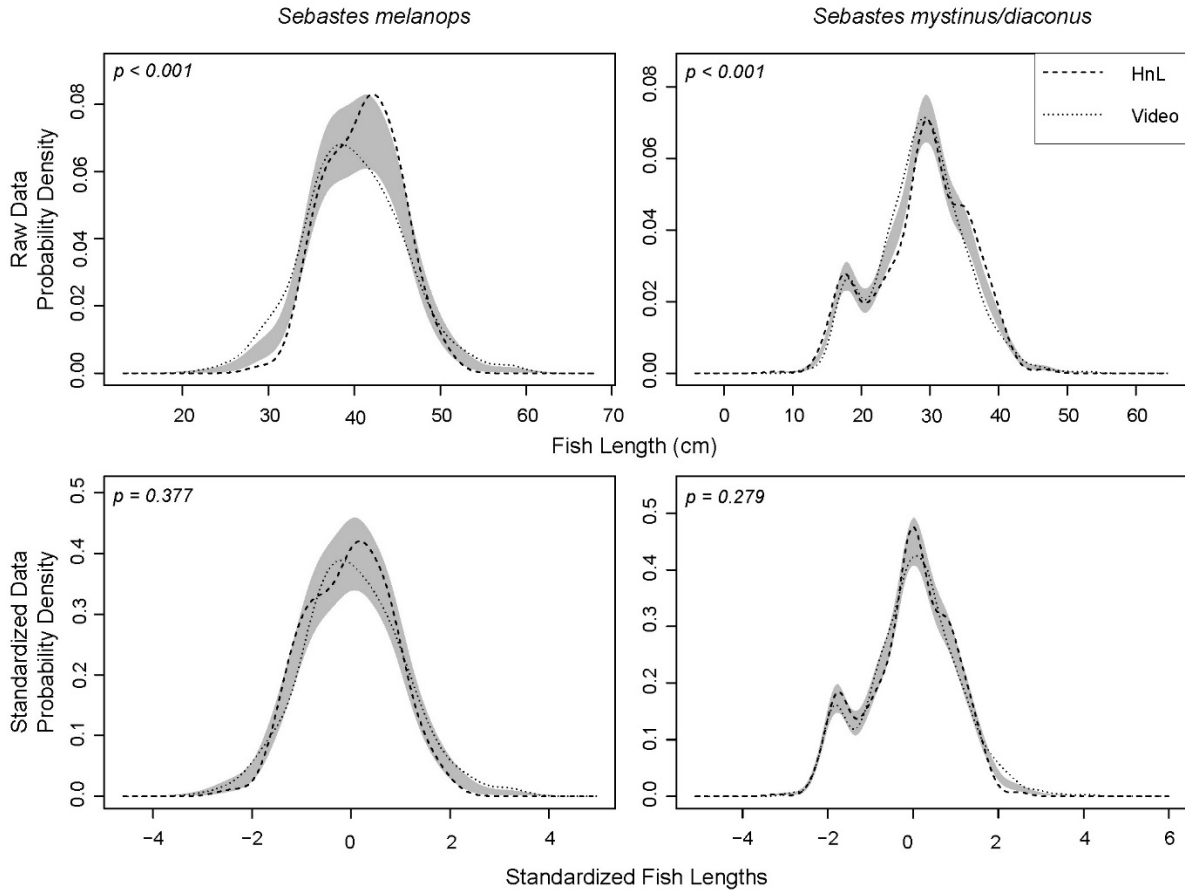 Sebastes melanops
Sebastes mystinus/diaconus
p < 0.001
p < 0.001
HnL
Video
Raw Data
Probability Density
0.00 0.02 0.04 0.06 0.08
0.00 0.02 0.04 0.06 0.08
20 30 40 50 60 70
0 10 20 30 40 50 60
Fish Length (cm)
p = 0.377
p = 0.279
Standardized Data
Probability Density
0.0 0.1 0.2 0.3 0.4 0.5
0.0 0.1 0.2 0.3 0.4 0.5
−4 −2 0 2 4
−4 −2 0 2 4 6
Standardized Fish Lengths